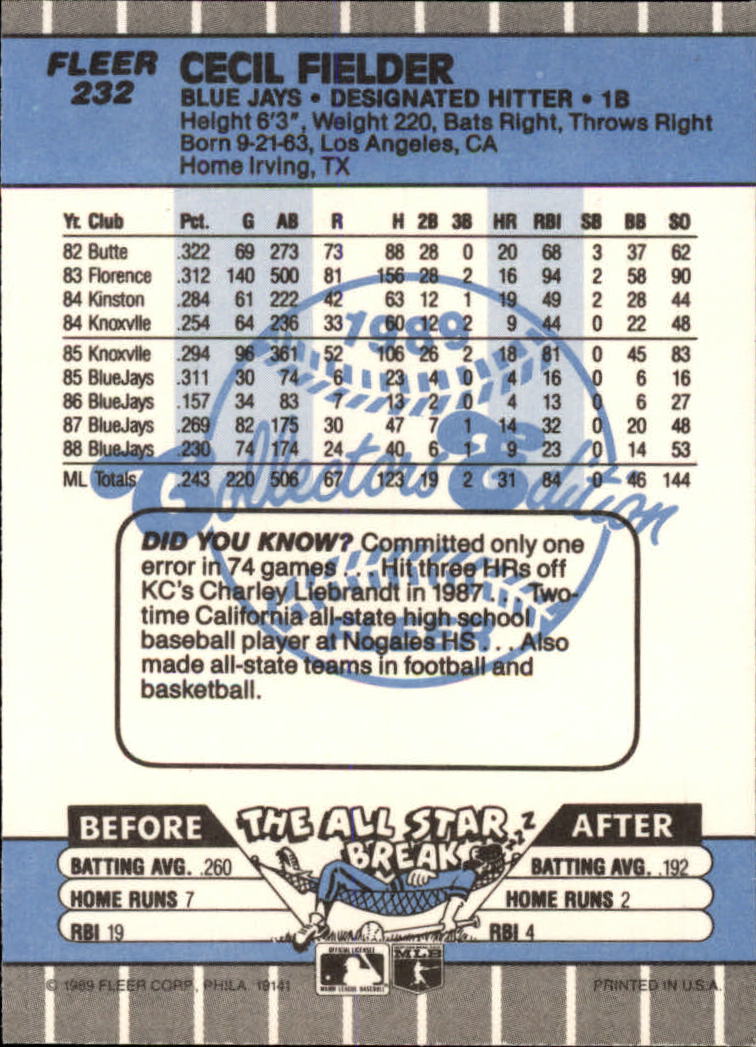 FLEER
232
CECIL FIELDER
BLUE JAYS • DESIGNATED HITTER • 1B
Height 6'3", Weight 220, Bats Right, Throws Right
Born 9-21-63, Los Angeles, CA
Home Irving, TX
Yr. Club Pct. G AB R H 2B 3B HR RBI SB BB SO
82 Butte .322 69 273 73 88 28 0 20 68 3 37 62
83 Florence .312 140 500 81 156 28 2 16 94 2 58 90
84 Kinston .284 61 222 42 63 12 1 19 49 2 28 44
84 Knoxvlle .254 64 236 33 60 12 2 9 44 0 22 48
85 Knoxvlle .294 96 361 52 106 26 2 18 81 0 45 83
85 BlueJays .311 30 74 6 23 4 0 4 16 0 6 16
86 BlueJays .157 34 83 7 13 2 0 4 13 0 6 27
87 BlueJays .269 82 175 30 47 7 1 14 32 0 20 48
88 BlueJays .230 74 174 24 40 6 1 9 23 0 14 53
ML Totals .243 220 506 67 123 19 2 31 84 0 46 144
1989
Collectors' Edition
FLEER
DID YOU KNOW? Committed only one
error in 74 games . . . Hit three HRs off
KC's Charley Liebrandt in 1987 . . . Two-
time California all-state high school
baseball player at Nogales HS . . . Also
made all-state teams in football and
basketball.
BEFORE THE ALL STAR BREAK AFTER
ZZZZ
BATTING AVG. .260 BATTING AVG. .192
HOME RUNS 7 HOME RUNS 2
RBI 19 RBI 4
OFFICIAL LICENSEE
MAJOR LEAGUE BASEBALL
MLB
© 1989 FLEER CORP., PHILA. 19141 PRINTED IN U.S.A.